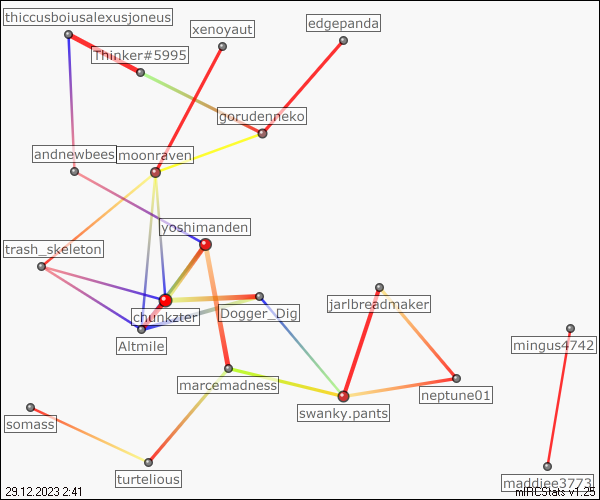 thiccusboiusalexusjoneus
edgepanda
xenoyaut
Thinker#5995
gorudenneko
andnewbees
moonraven
yoshimanden
trash_skeleton
jarlbreadmaker
chunkzter
Dogger_Dig
Altmile
mingus4742
marcemadness
neptune01
swanky.pants
somass
turtelious
maddiee3773
29.12.2023 2:41
mIRCStats v1.25